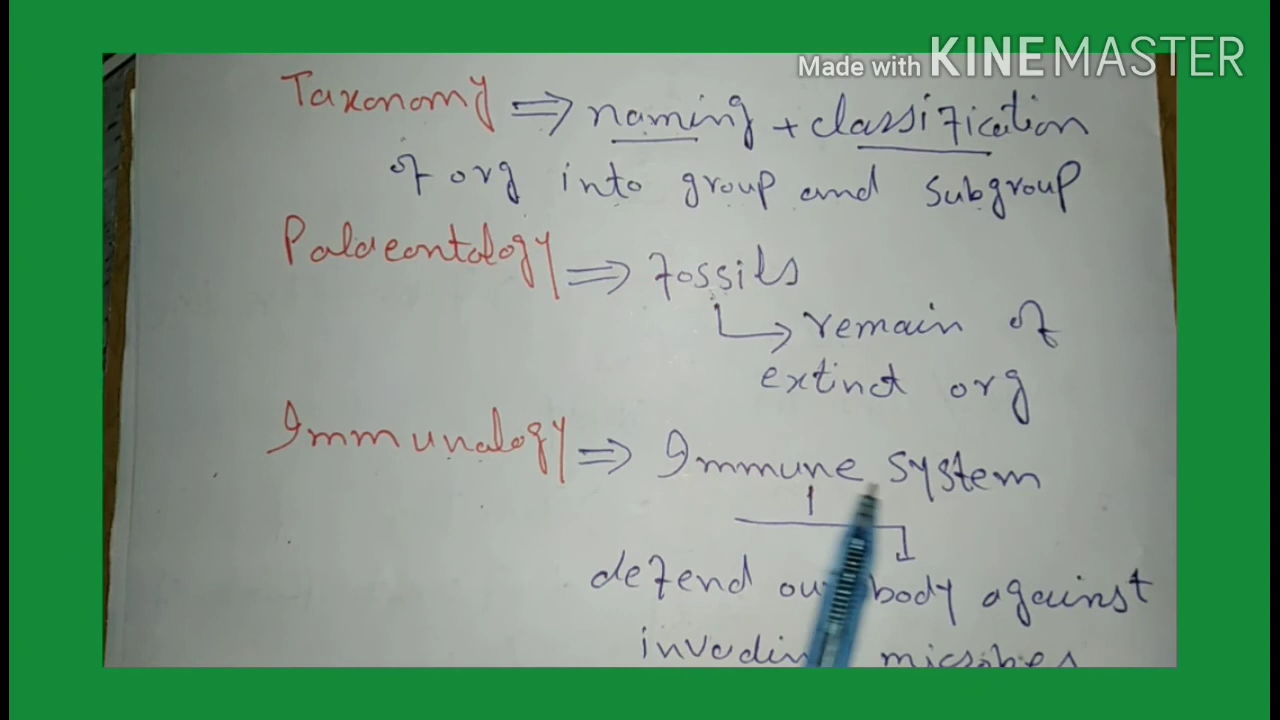 Made with KINEMASTER
Taxonomy ⇒ naming + classification
of org into group and subgroup
Palaeontology ⇒ Fossils
↳ remain of
extinct org
Immunology ⇒ Immune system
defend our body against
invading microbes